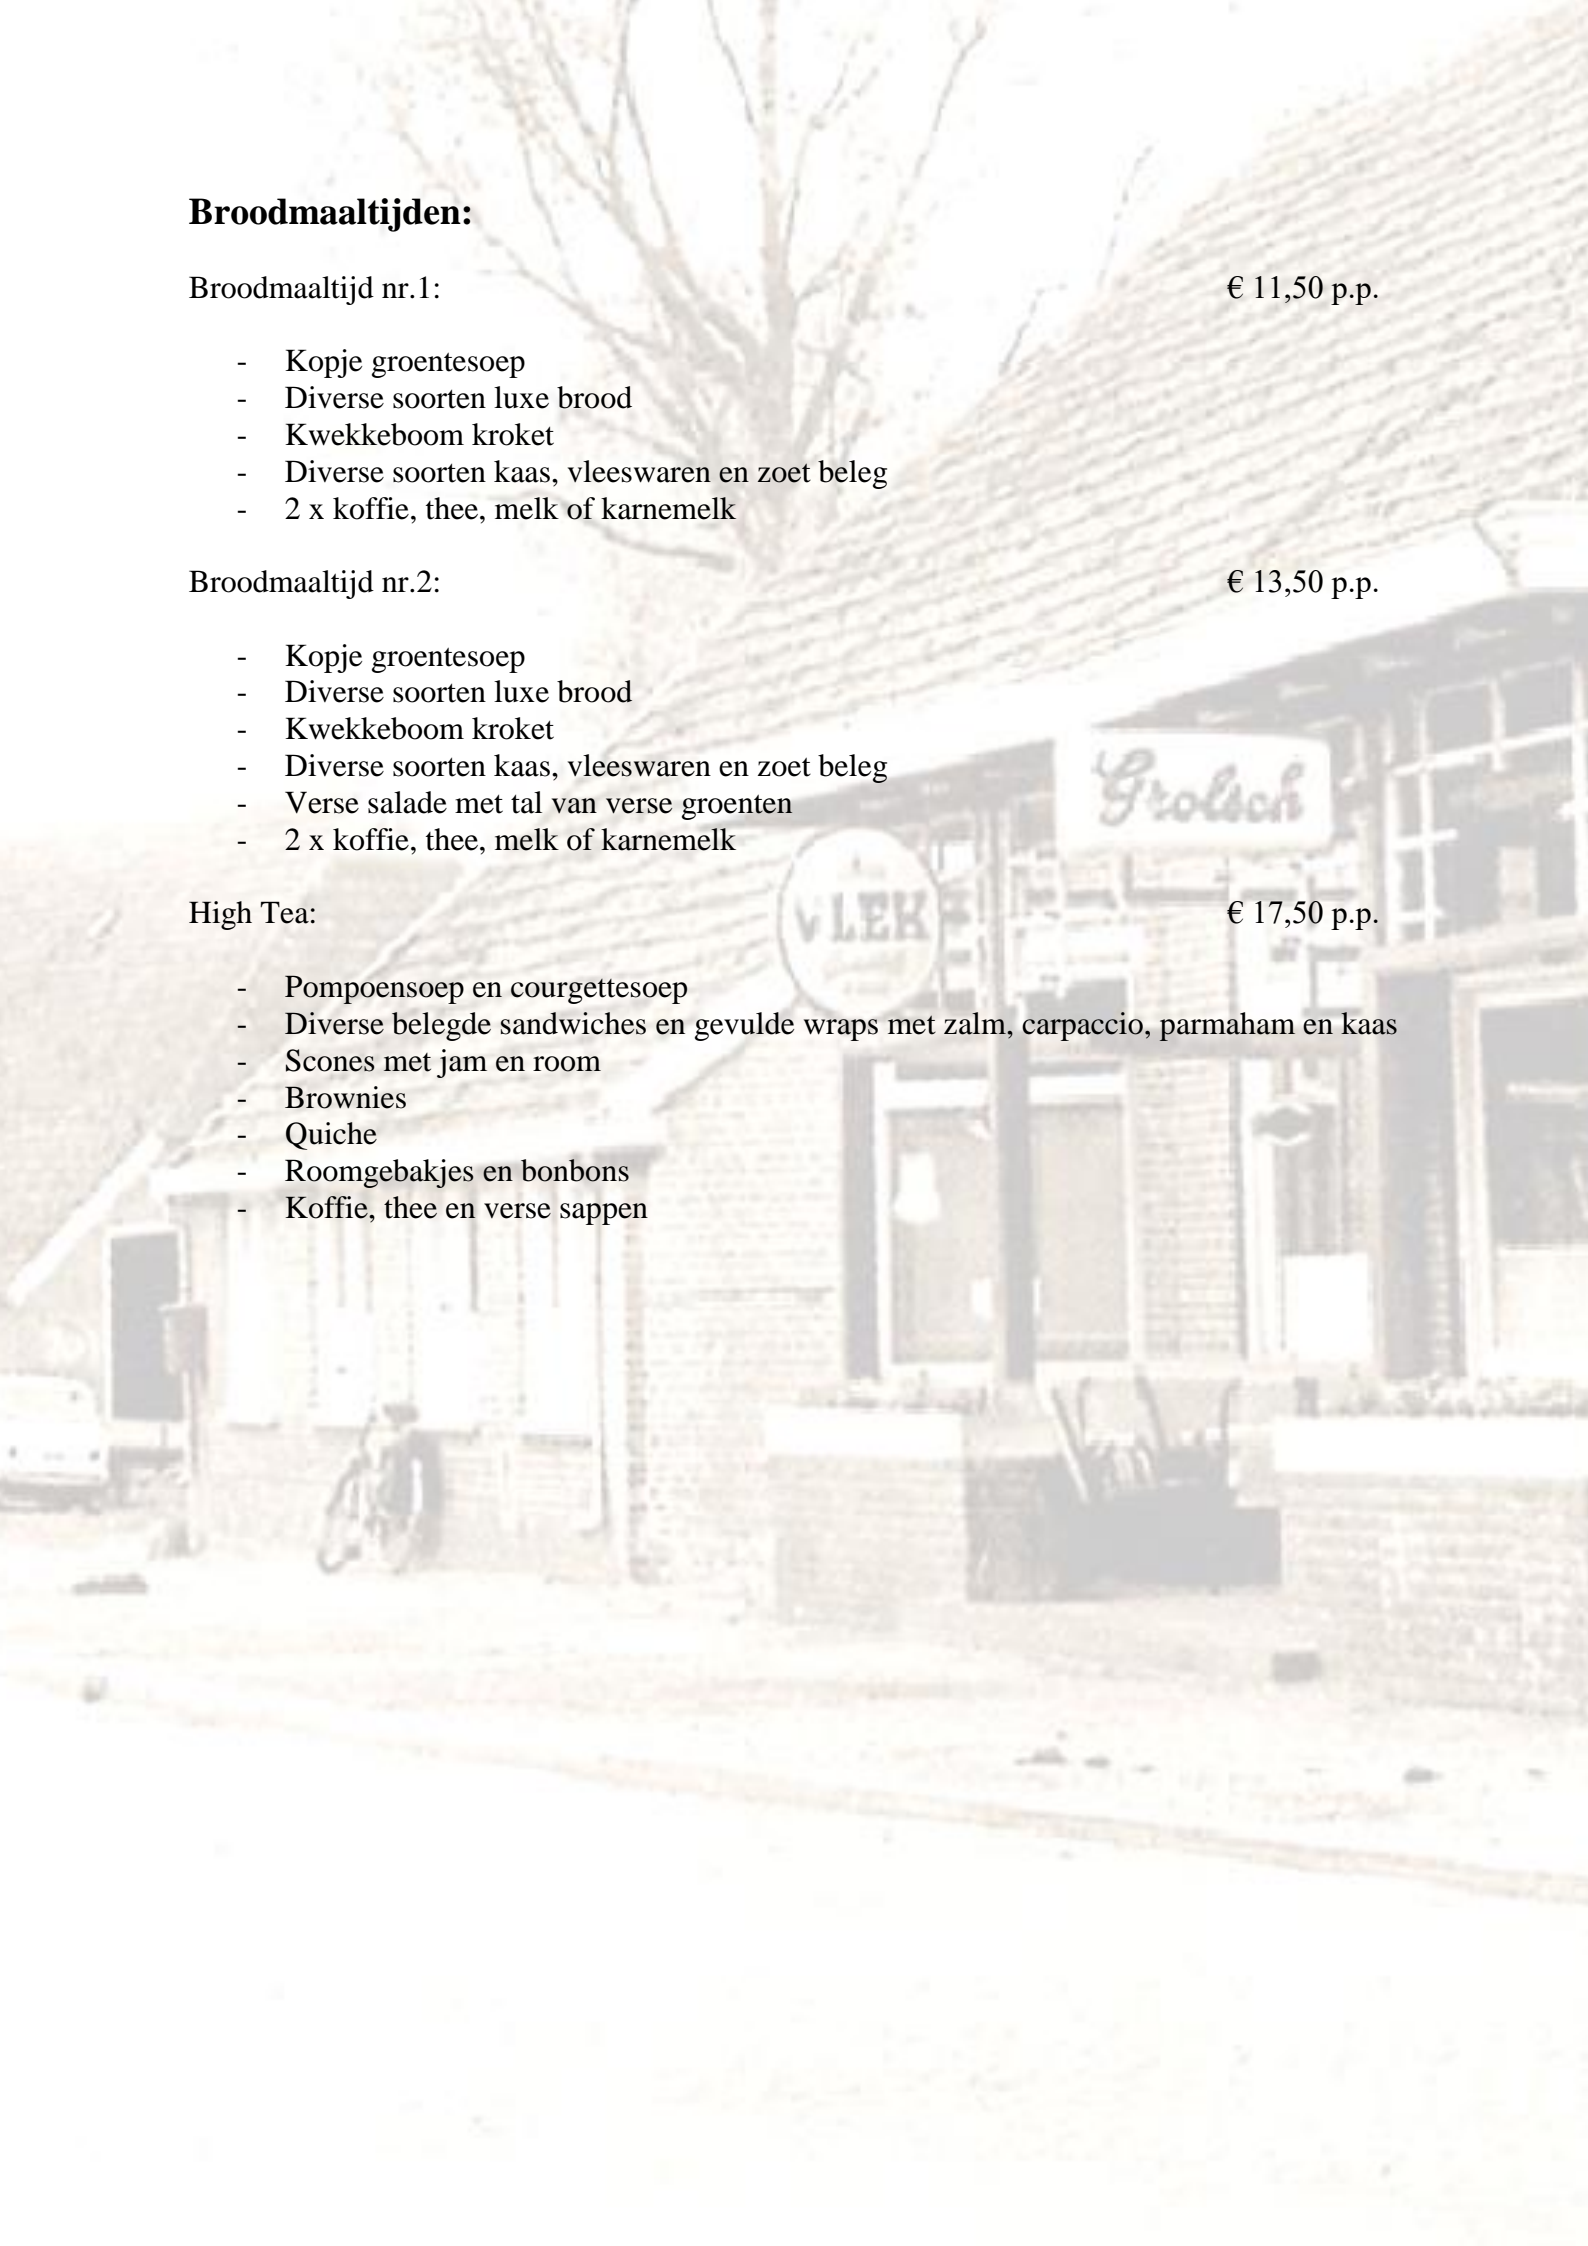 Broodmaaltijden:
Broodmaaltijd nr.1: € 11,50 p.p.
- Kopje groentesoep
- Diverse soorten luxe brood
- Kwekkeboom kroket
- Diverse soorten kaas, vleeswaren en zoet beleg
- 2 x koffie, thee, melk of karnemelk
Broodmaaltijd nr.2: € 13,50 p.p.
- Kopje groentesoep
- Diverse soorten luxe brood
- Kwekkeboom kroket
- Diverse soorten kaas, vleeswaren en zoet beleg
- Verse salade met tal van verse groenten
- 2 x koffie, thee, melk of karnemelk
Grolsch
VLEK
High Tea: € 17,50 p.p.
- Pompoensoep en courgettesoep
- Diverse belegde sandwiches en gevulde wraps met zalm, carpaccio, parmaham en kaas
- Scones met jam en room
- Brownies
- Quiche
- Roomgebakjes en bonbons
- Koffie, thee en verse sappen